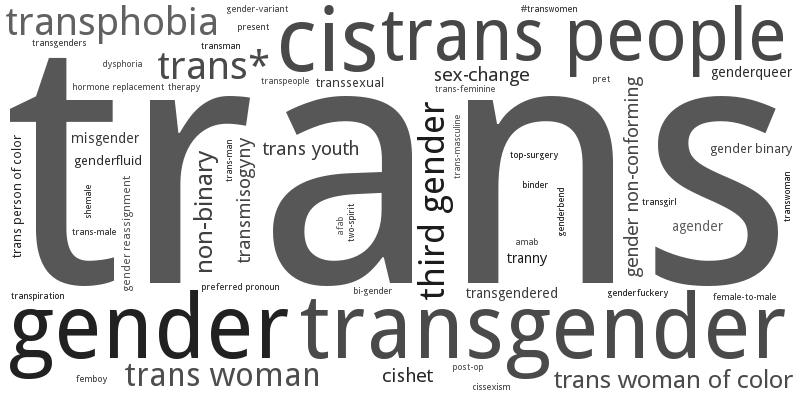 transphobia
gender-variant
#transwomen
present
cis
trans people
transgenders
transman
trans*
dysphoria
transpeople
transsexual
sex-change
pret
genderqueer
hormone replacement therapy
trans-feminine
trans
misgender
genderfluid
trans youth
gender binary
top-surgery
binder
trans person of color
shemale
gender reassignment
non-binary
trans-man
transmisogyny
afab
two-spirit
third gender
trans-masculine
genderbend
gender non-conforming
transgirl
transwoman
agender
trans-male
amab
tranny
preferred pronoun
bi-gender
transgendered
genderfuckery
female-to-male
transpiration
gender
transgender
femboy
trans woman
cishet
post-op
cissexism
trans woman of color